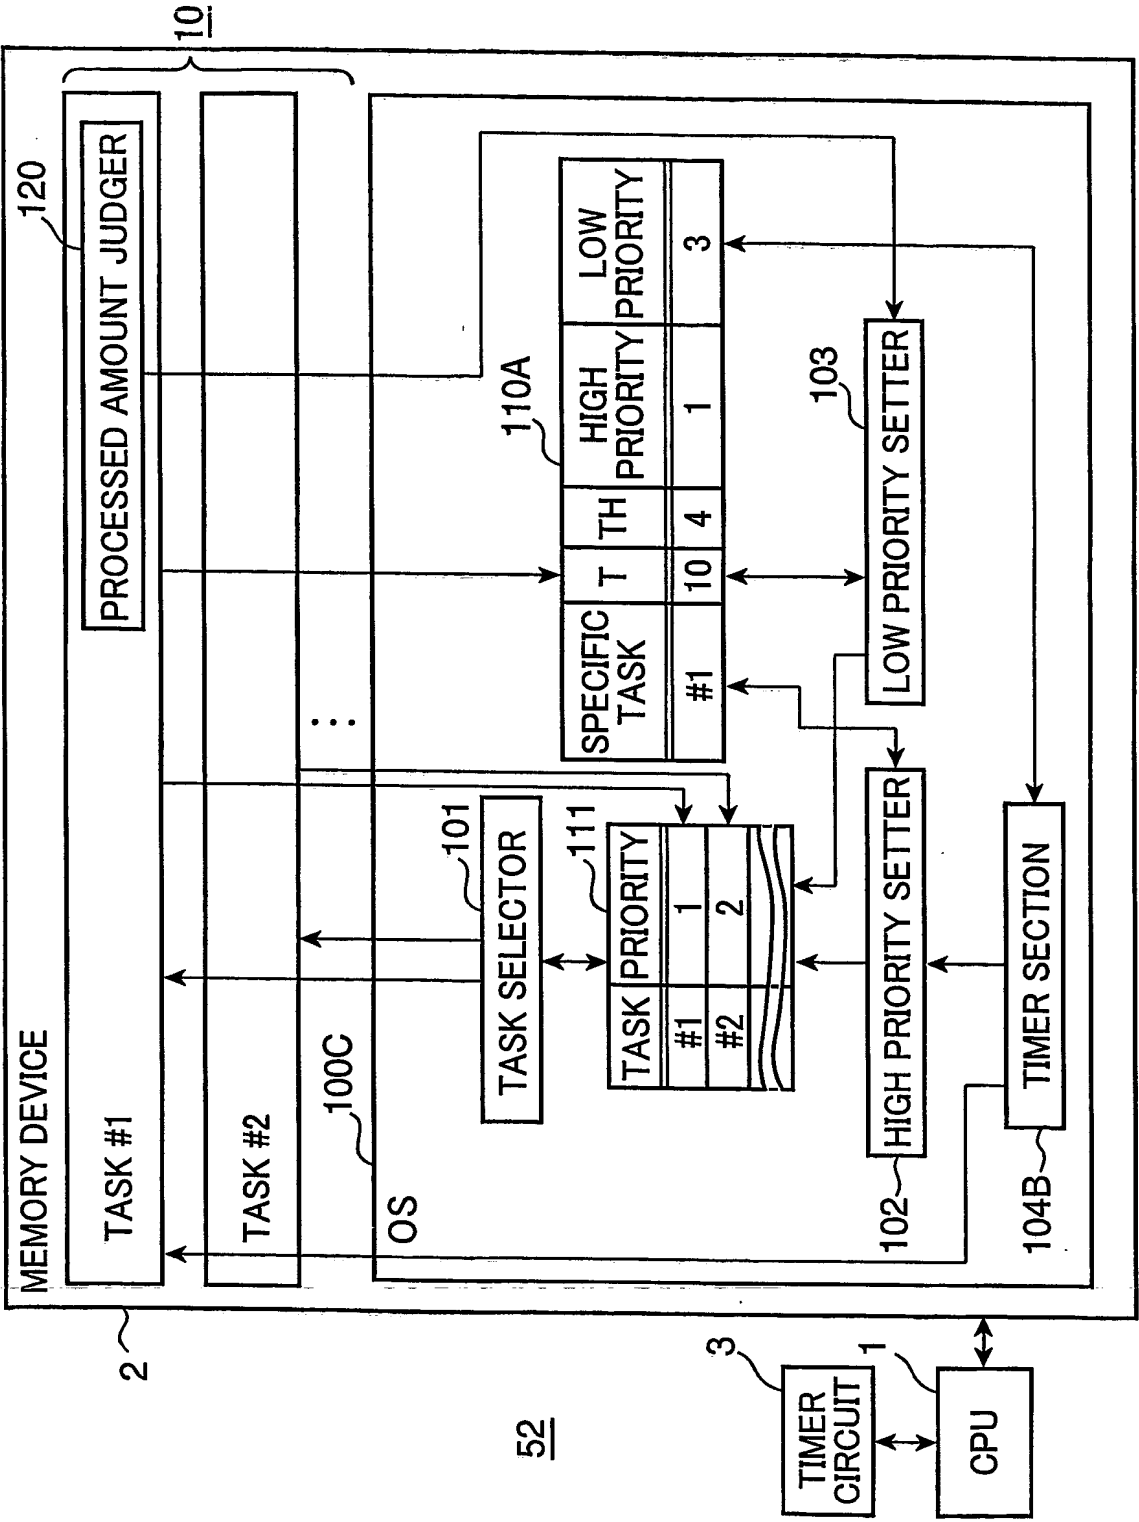 10
MEMORY DEVICE
2
TASK #1
PROCESSED AMOUNT JUDGER
120
TASK #2
...
OS
100C
TASK SELECTOR
101
110A
SPECIFIC TASK
T
TH
HIGH PRIORITY
LOW PRIORITY
#1
10
4
1
3
111
TASK
PRIORITY
#1
1
#2
2
HIGH PRIORITY SETTER
102
LOW PRIORITY SETTER
103
TIMER SECTION
104B
52
TIMER
CIRCUIT
3
CPU
1